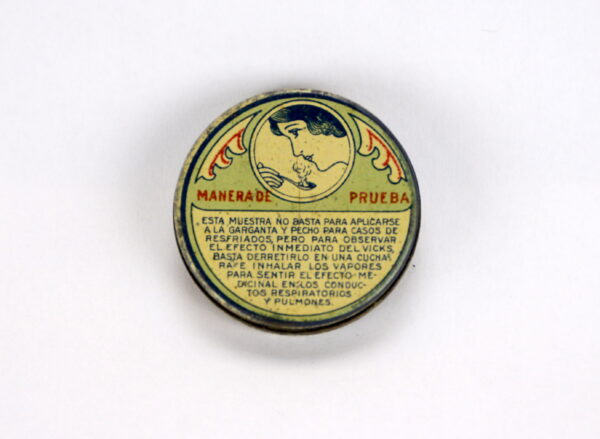 MANERA DE PRUEBA
ESTA MUESTRA NO BASTA PARA APLICARSE
A LA GARGANTA Y PECHO PARA CASOS DE
RESFRIADOS, PERO PARA OBSERVAR
EL EFECTO INMEDIATO DEL VICKS,
BASTA DERRETIRLO EN UNA CUCHA-
RA E INHALAR LOS VAPORES
PARA SENTIR EL EFECTO ME-
DICINAL EN LOS CONDUC-
TOS RESPIRATORIOS
Y PULMONES.